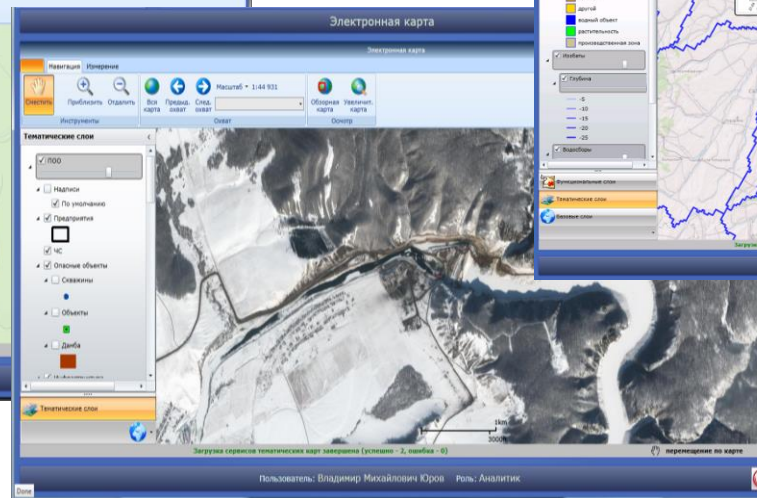 Электронная карта
Электронная карта
Навигация Измерение
Сместить Приблизить Отдалить
Инструменты
Вся карта Предыд. охват След. охват
Масштаб 1:44 931
Охват
Обзорная карта Увеличит. карта
Осмотр
Тематические слои
ПОО
Надписи
По умолчанию
Предприятия
ЧС
Опасные объекты
Скважины
Объекты
Дамба
Тематические слои
1km
3000ft
Загрузка сервисов тематических карт завершена (успешно - 2, ошибка - 0)
перемещение по карте
Пользователь: Владимир Михайлович Юров Роль: Аналитик
Done
другой
водный объект
растительность
производственная зона
Изобаты
Глубина
-5
-10
-15
-20
-25
Водосборы
Функциональные слои
Тематические слои
Базовые слои